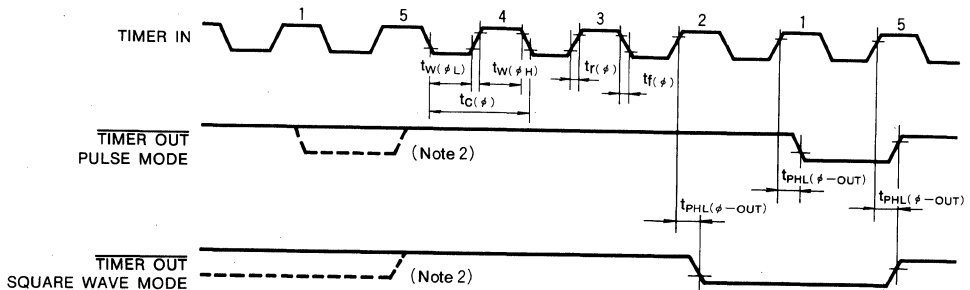 1 5 4 3 2 1 5
TIMER IN
tW(φL) tW(φH) tr(φ) tf(φ)
tC(φ)
TIMER OUT
PULSE MODE
(Note 2)
tPHL(φ-OUT)
tPHL(φ-OUT) tPHL(φ-OUT)
TIMER OUT
SQUARE WAVE MODE
(Note 2)